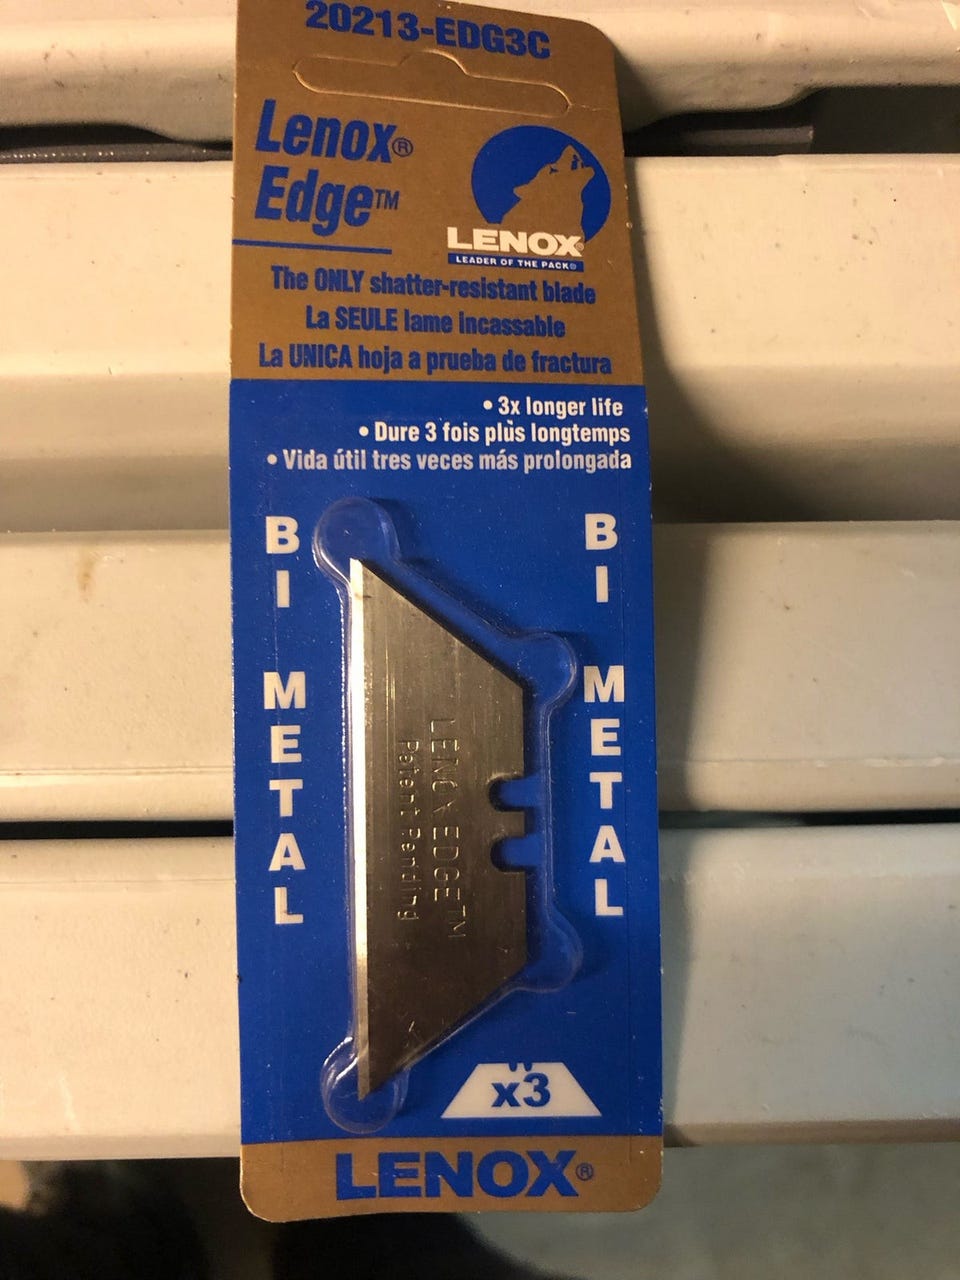 20213-EDG3C
Lenox®
Edge™
LENOX®
LEADER OF THE PACK®
The ONLY shatter-resistant blade
La SEULE lame incassable
La UNICA hoja a prueba de fractura
• 3x longer life
• Dure 3 fois plus longtemps
• Vida útil tres veces más prolongada
BI METAL
BI METAL
LENOX EDGE™
Patent Pending
x3
LENOX®